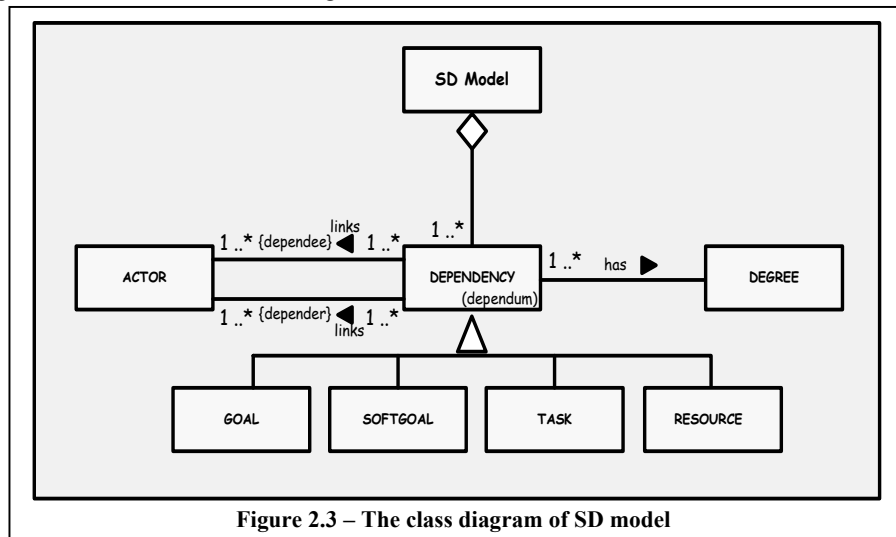 SD Model
links
1 ..* {dependee} 1 ..* 1 ..*
ACTOR
DEPENDENCY
(dependum)
1 ..* has
DEGREE
1 ..* {depender} 1 ..*
links
GOAL
SOFTGOAL
TASK
RESOURCE
Figure 2.3 – The class diagram of SD model